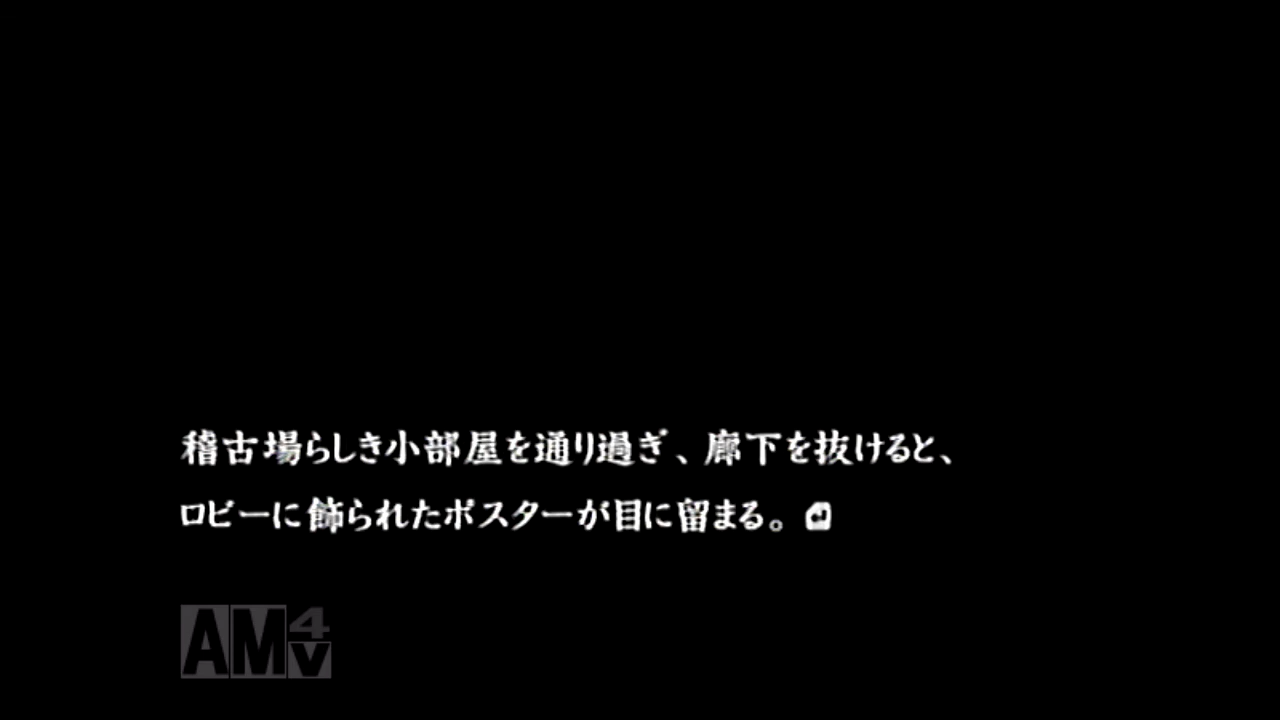 稽古場らしき小部屋を通り過ぎ、廊下を抜けると、
ロビーに飾られたポスターが目に留まる。
AM4V